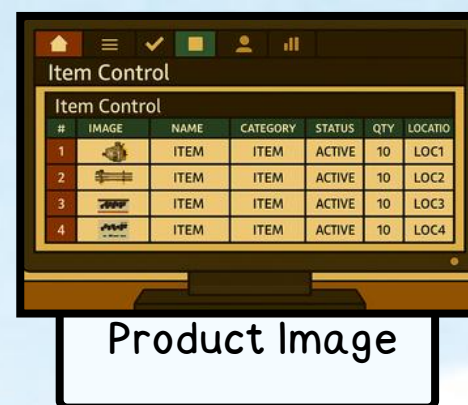 Item Control
Item Control
# IMAGE NAME CATEGORY STATUS QTY LOCATIO
1 ITEM ITEM ACTIVE 10 LOC1
2 ITEM ITEM ACTIVE 10 LOC2
3 ITEM ITEM ACTIVE 10 LOC3
4 ITEM ITEM ACTIVE 10 LOC4
Product Image